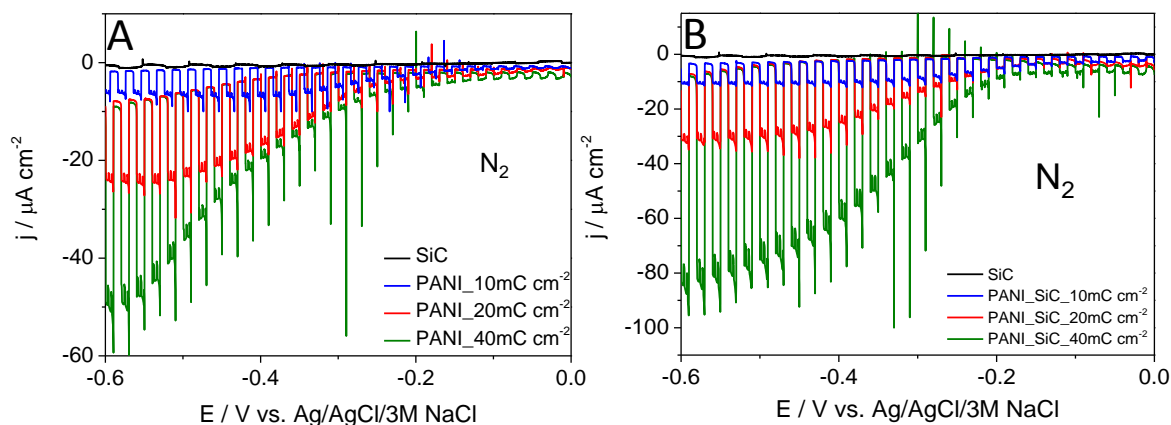 A
0
-20
-40
-60
j / μA cm-2
N2
SiC
PANI_10mC cm-2
PANI_20mC cm-2
PANI_40mC cm-2
-0.6
-0.4
-0.2
0.0
E / V vs. Ag/AgCl/3M NaCl
B
0
-20
-40
-60
-80
-100
j / μA cm-2
N2
SiC
PANI_SiC_10mC cm-2
PANI_SiC_20mC cm-2
PANI_SiC_40mC cm-2
-0.6
-0.4
-0.2
0.0
E / V vs. Ag/AgCl/3M NaCl